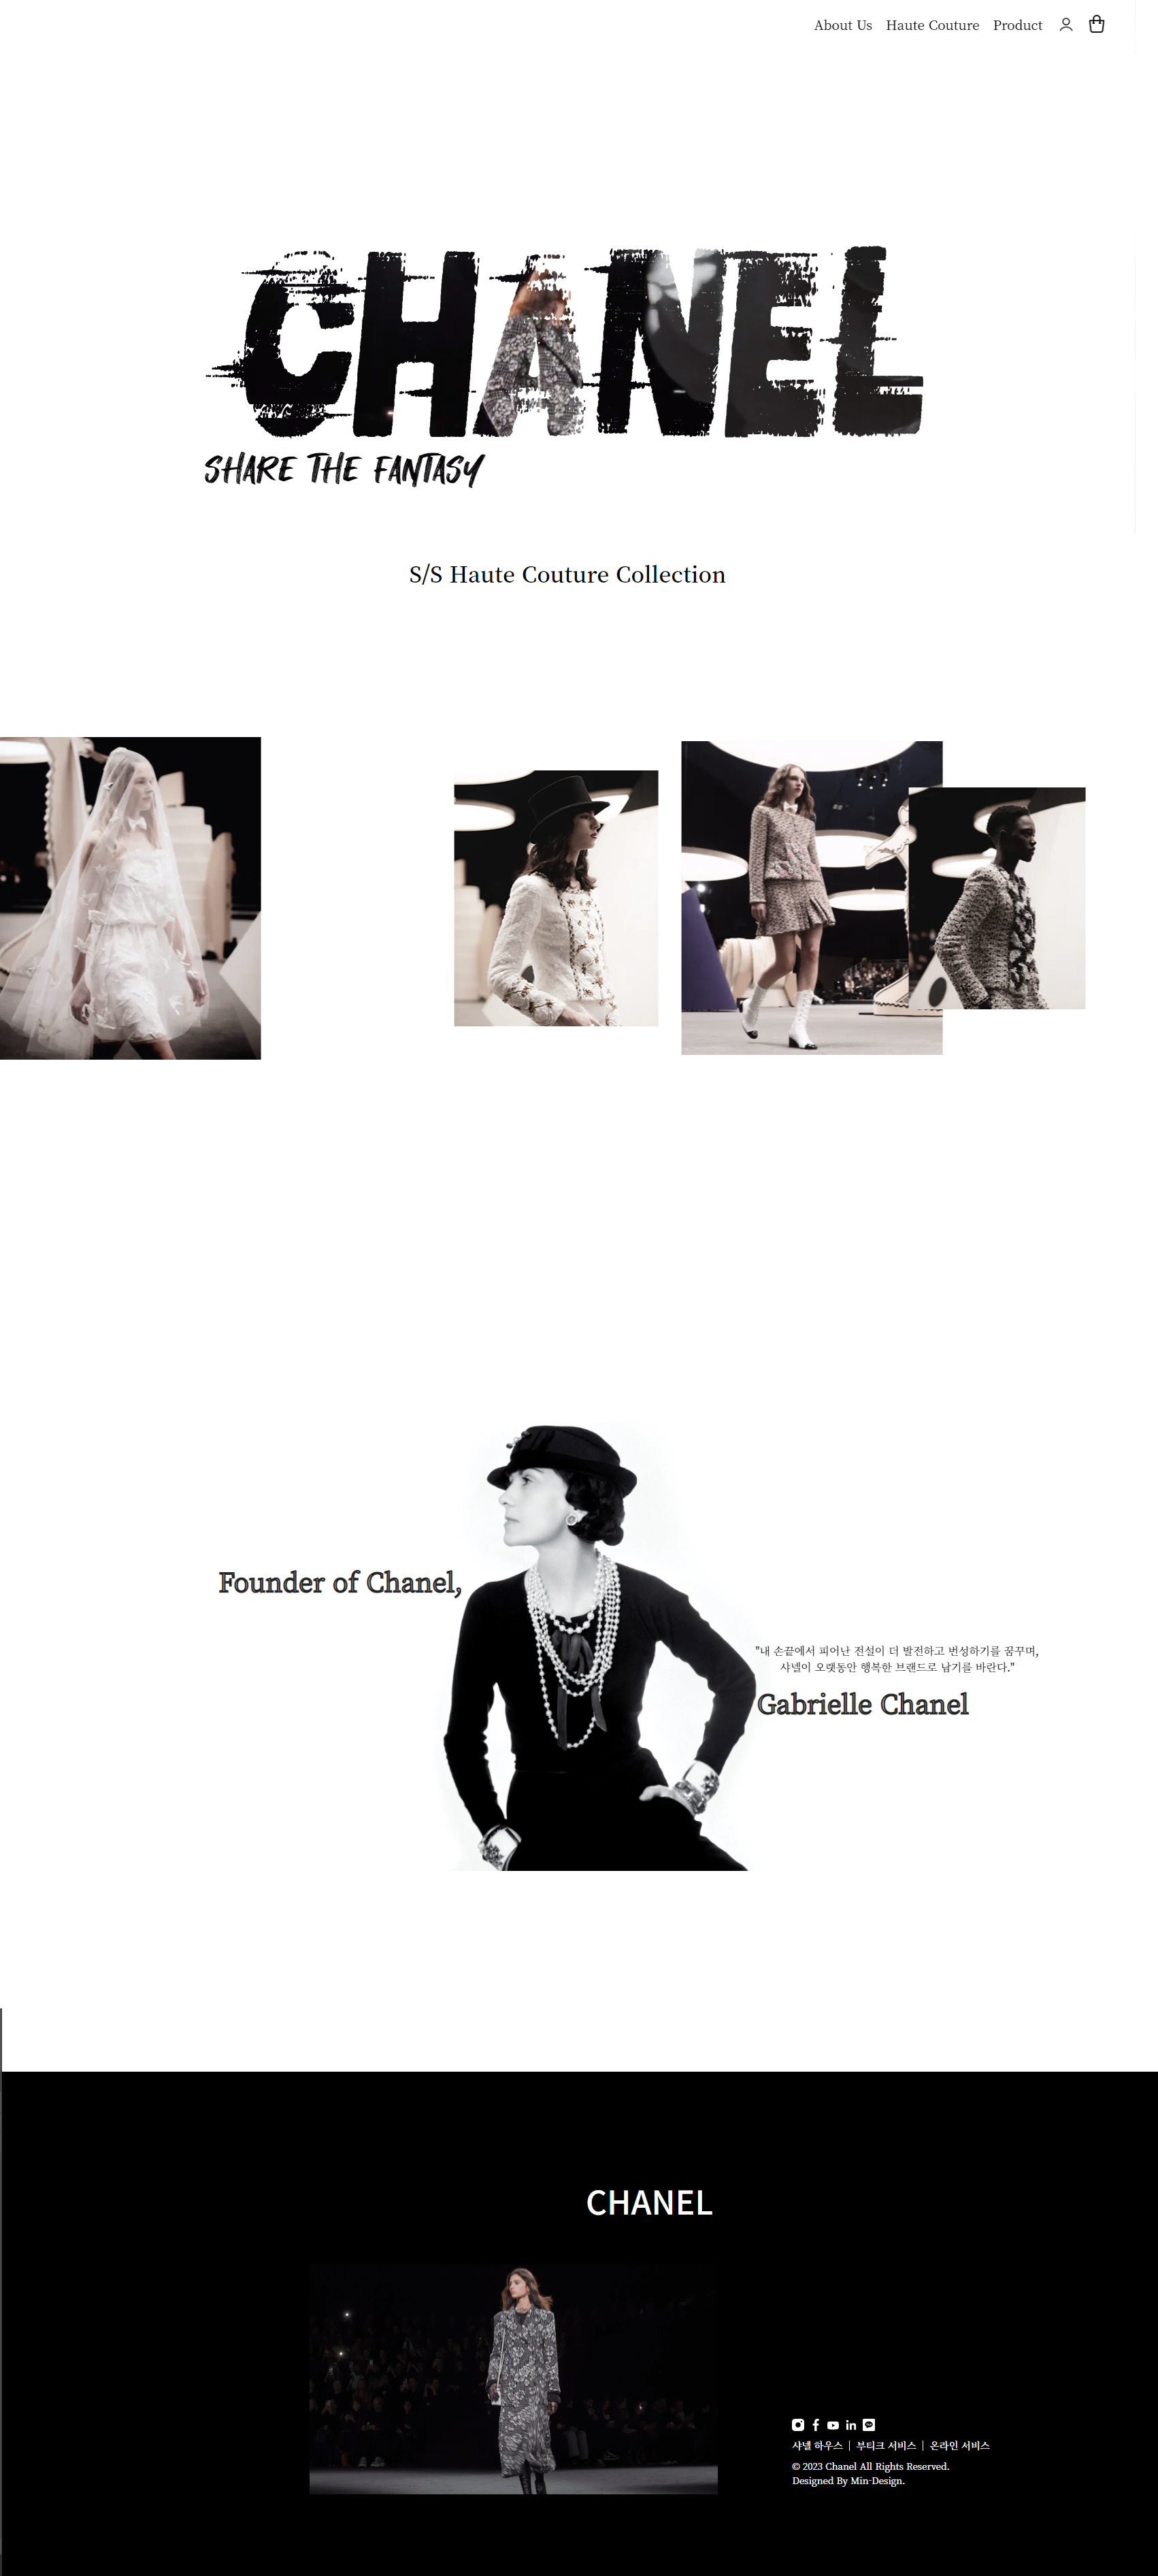 About Us Haute Couture Product
CHANEL
SHARE THE FANTASY
S/S Haute Couture Collection
Founder of Chanel,
"내 손끝에서 피어난 전설이 더 발전하고 번성하기를 꿈꾸며,
샤넬이 오랫동안 행복한 브랜드로 남기를 바란다."
Gabrielle Chanel
CHANEL
샤넬 하우스 | 부티크 서비스 | 온라인 서비스
© 2023 Chanel All Rights Reserved.
Designed By Min-Design.